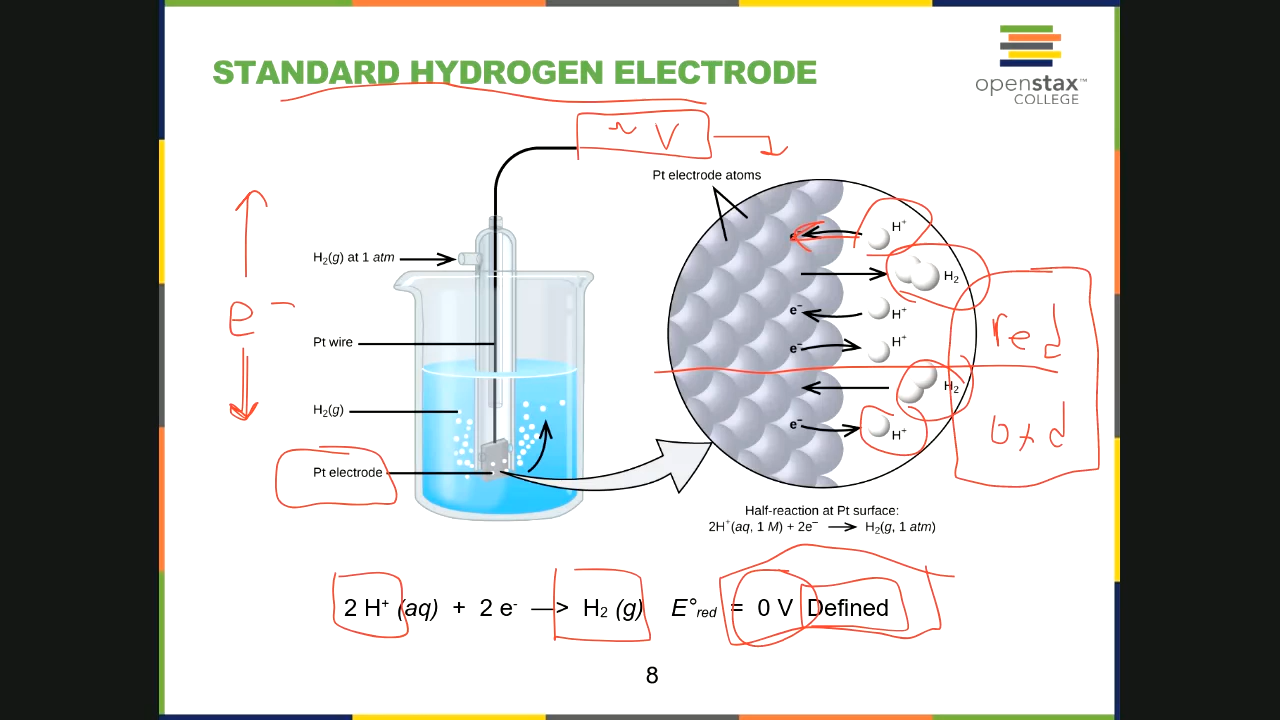 STANDARD HYDROGEN ELECTRODE
openstax™
COLLEGE
~ V
Pt electrode atoms
H₂(g) at 1 atm
Pt wire
H₂(g)
Pt electrode
e⁻
e⁻
H⁺
H₂
e⁻
H⁺
e⁻
H⁺
H₂
e⁻
H⁺
red
oxd
Half-reaction at Pt surface:
2H⁺(aq, 1 M) + 2e⁻ ⟶ H₂(g, 1 atm)
2 H⁺ (aq) + 2 e⁻ —> H₂ (g) E°red = 0 V Defined
8